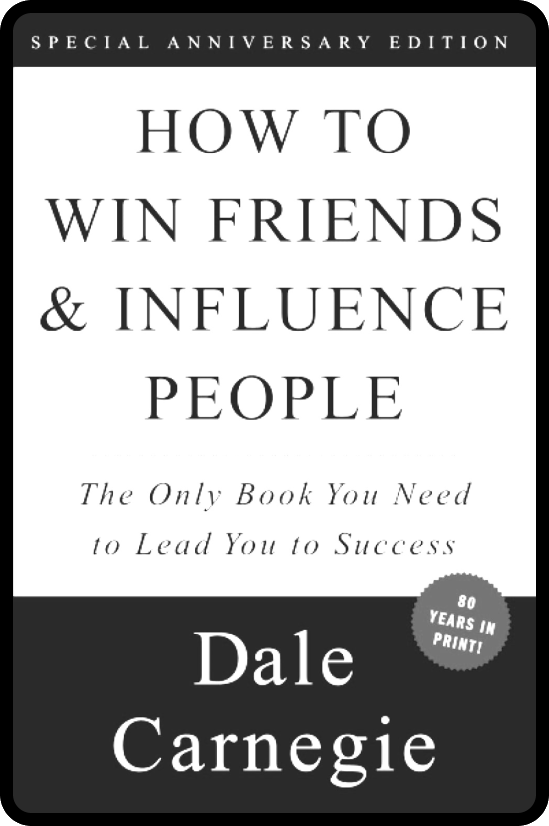 SPECIAL ANNIVERSARY EDITION
HOW TO
WIN FRIENDS
& INFLUENCE
PEOPLE
The Only Book You Need
to Lead You to Success
80
YEARS IN
PRINT!
Dale
Carnegie